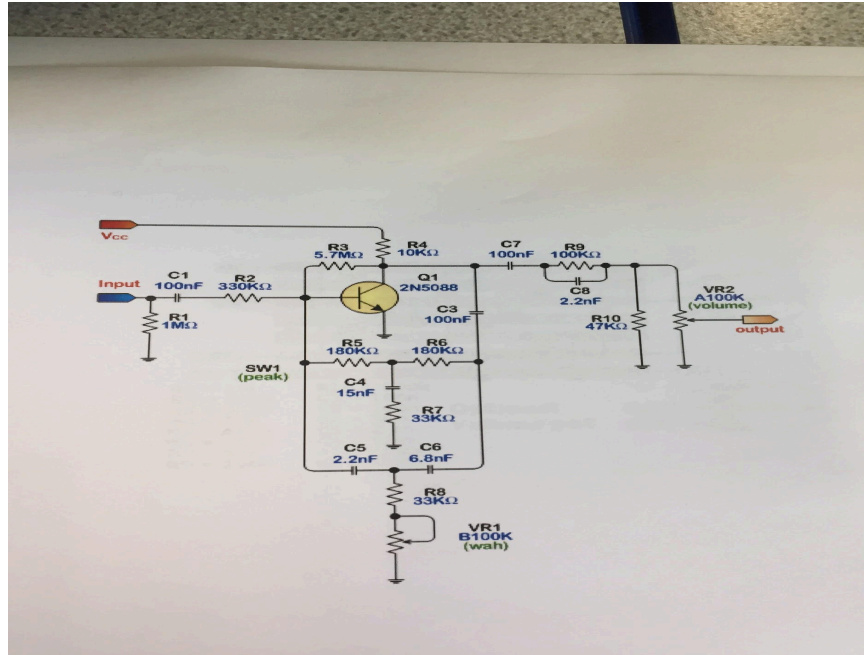 Vcc
R3
5.7MΩ
R4
10KΩ
C7
100nF
R9
100KΩ
Input
C1
100nF
R2
330KΩ
Q1
2N5088
C8
2.2nF
VR2
A100K
(volume)
output
R1
1MΩ
C3
100nF
R10
47KΩ
R5
180KΩ
R6
180KΩ
SW1
(peak)
C4
15nF
R7
33KΩ
C5
2.2nF
C6
6.8nF
R8
33KΩ
VR1
B100K
(wah)